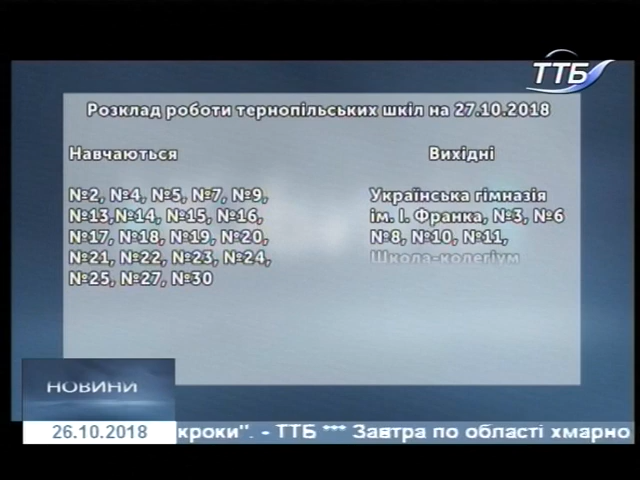 ТТБ
Розклад роботи тернопільських шкіл на 27.10.2018
Навчаються
Вихідні
№2, №4, №5, №7, №9,
№13,№14, №15, №16,
№17, №18, №19, №20,
№21, №22, №23, №24,
№25, №27, №30
Українська гімназія
ім. І. Франка, №3, №6
№8, №10, №11,
Школа-колегіум
НОВИНИ
26.10.2018
кроки". - ТТБ *** Завтра по області хмарно